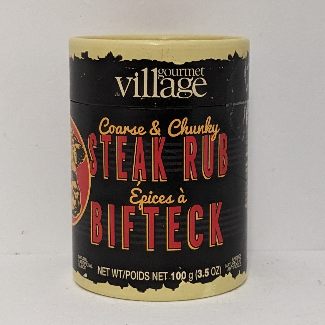 gourmet
village
Coarse & Chunky
STEAK RUB
Épices à
BIFTECK
NET WT/POIDS NET 100 g (3.5 OZ)